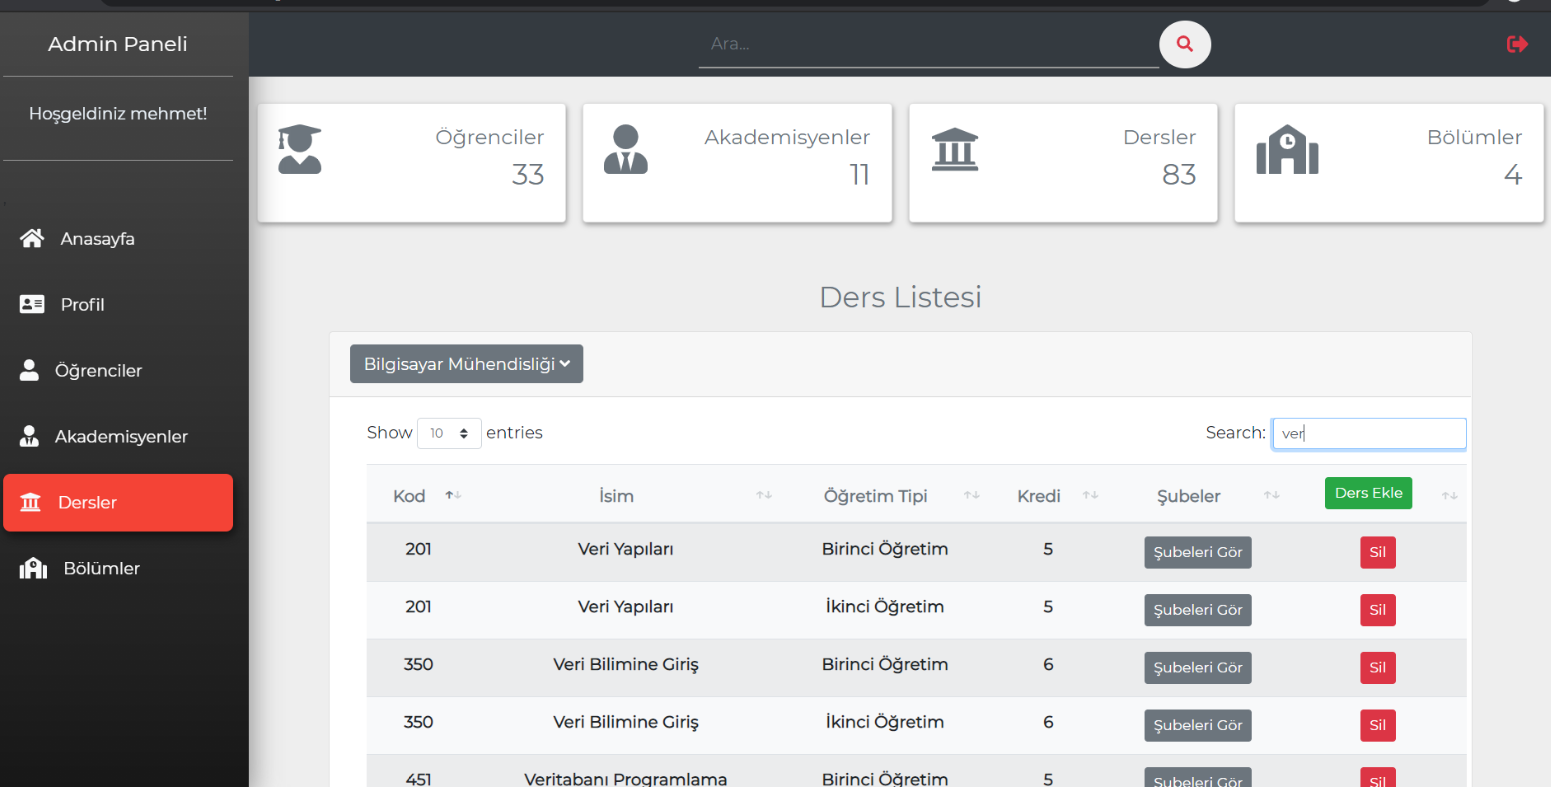 Admin Paneli
Hoşgeldiniz mehmet!
Anasayfa
Profil
Öğrenciler
Akademisyenler
Dersler
Bölümler
Ara...
Öğrenciler
33
Akademisyenler
11
Dersler
83
Bölümler
4
Ders Listesi
Bilgisayar Mühendisliği
Show 10 entries
Search: ver
Kod İsim Öğretim Tipi Kredi Şubeler Ders Ekle
201 Veri Yapıları Birinci Öğretim 5 Şubeleri Gör Sil
201 Veri Yapıları İkinci Öğretim 5 Şubeleri Gör Sil
350 Veri Bilimine Giriş Birinci Öğretim 6 Şubeleri Gör Sil
350 Veri Bilimine Giriş İkinci Öğretim 6 Şubeleri Gör Sil
451 Veritabanı Programlama Birinci Öğretim 5 Şubeleri Gör Sil